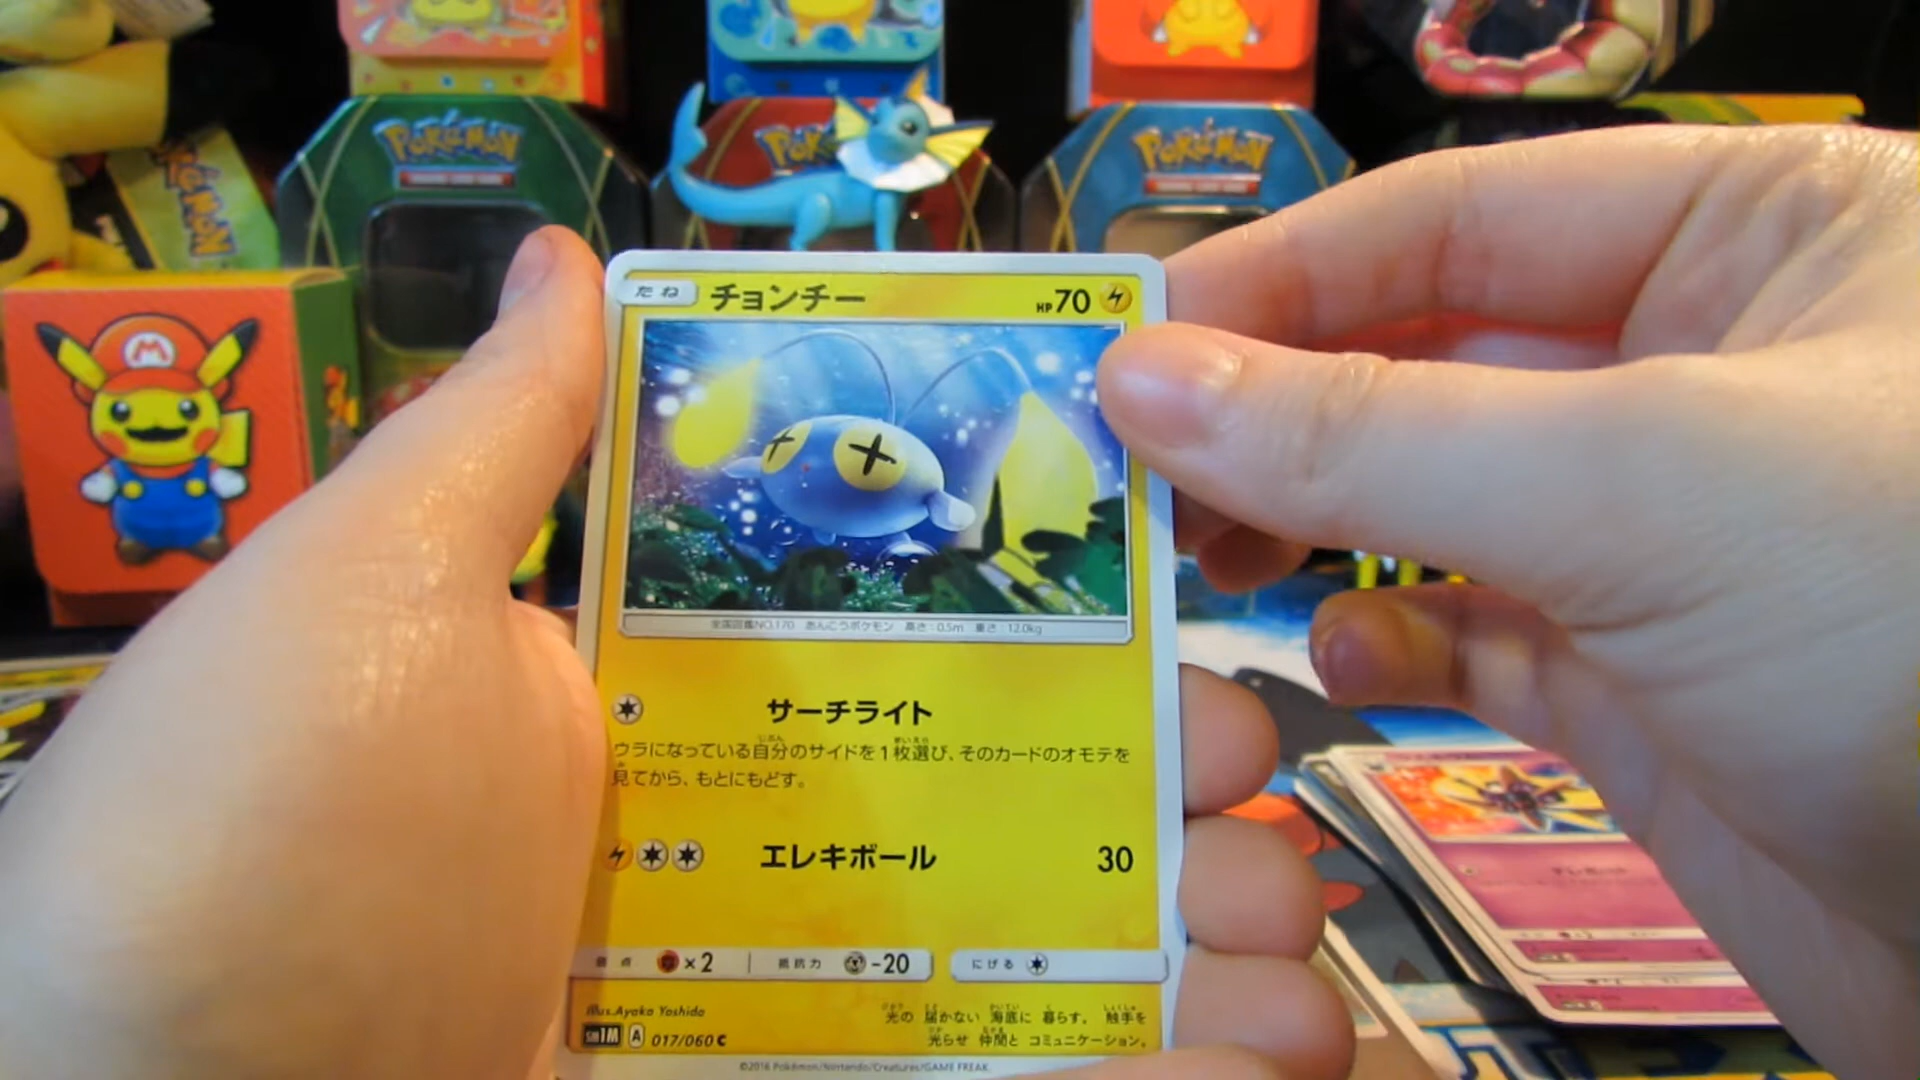 POKÉMON
POKÉMON
POKÉMON
M
たね
チョンチー
HP70
全国図鑑NO.170 あんこうポケモン 高さ:0.5m 重さ:12.0kg
サーチライト
ウラになっている自分のサイドを1枚選び、そのカードのオモテを
見てから、もとにもどす。
エレキボール 30
弱点 ×2 抵抗力 -20 にげる
Illus.Ayaka Yoshida
光の 届かない 海底に 暮らす。 触手を
光らせ 仲間と コミュニケーション。
SM1M A 017/060 C
©2016 Pokémon/Nintendo/Creatures/GAME FREAK.